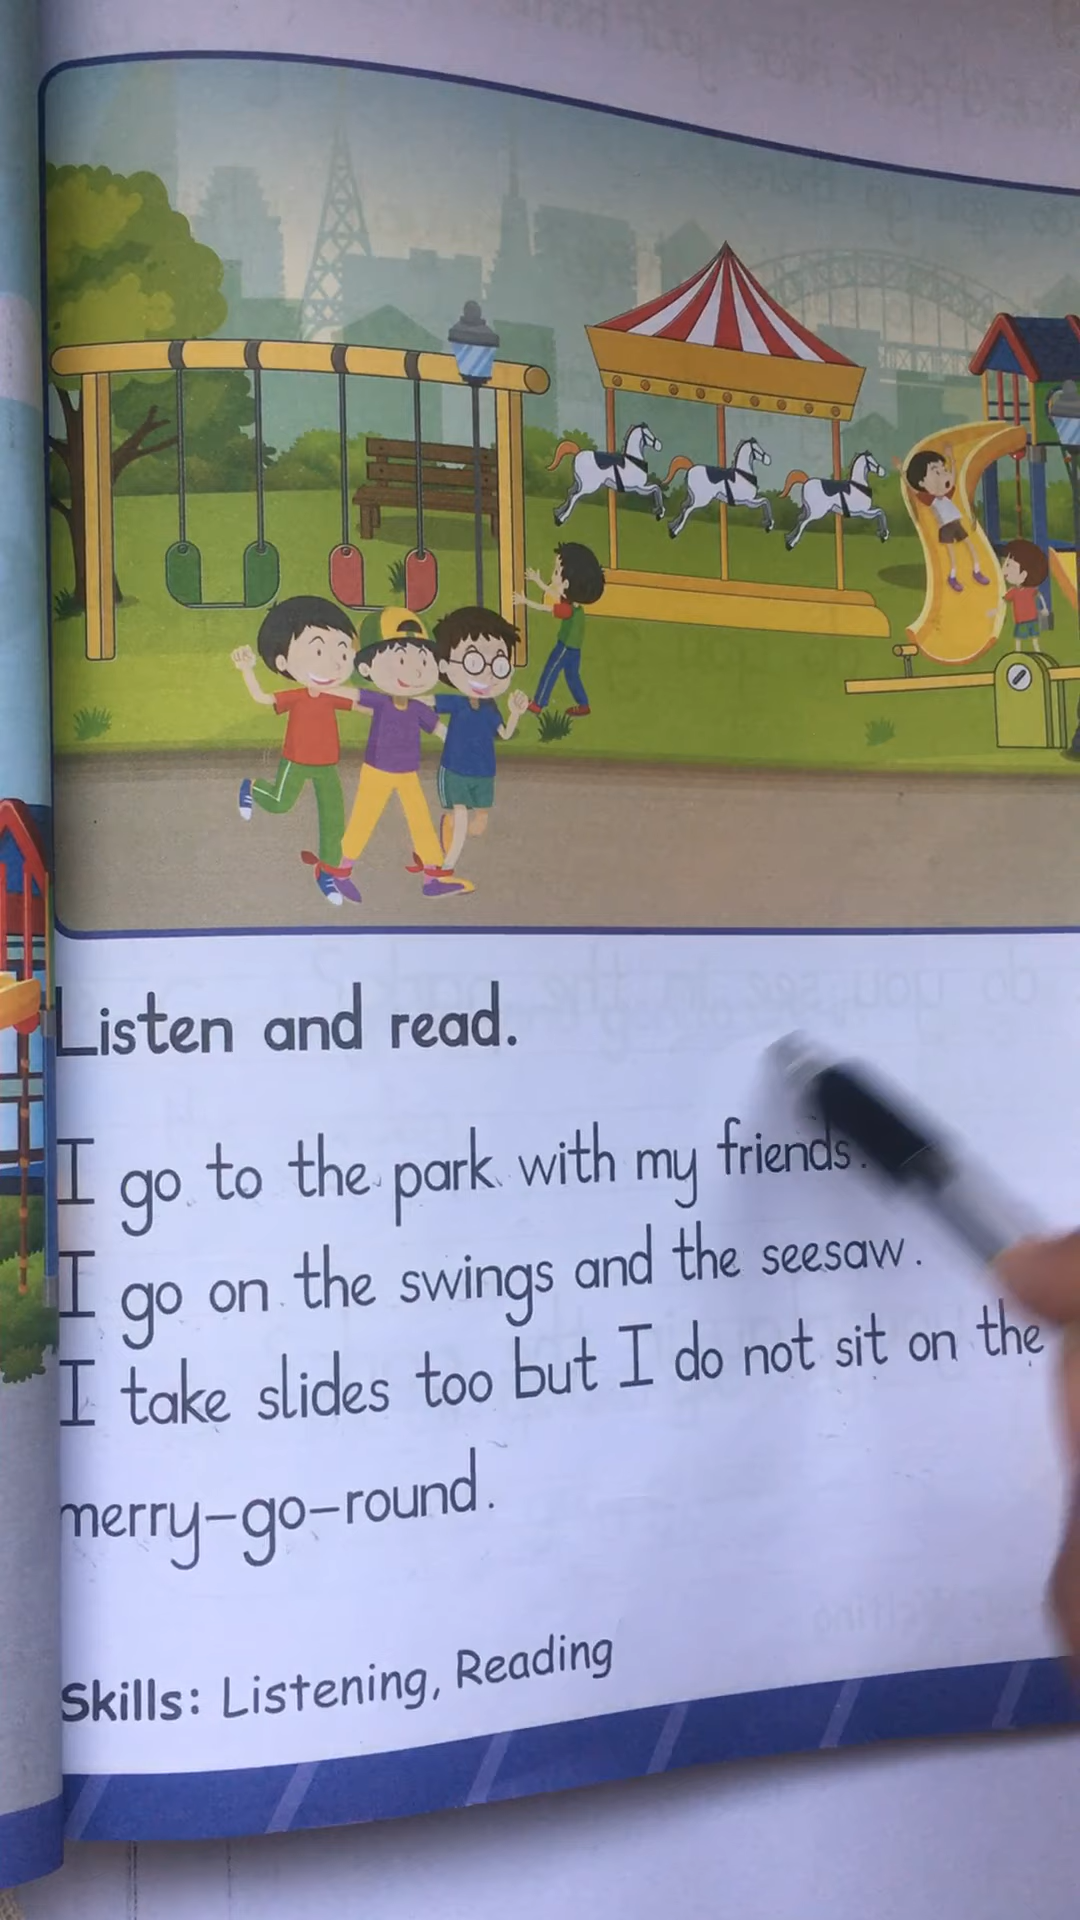 Listen and read.
I go to the park with my friends.
I go on the swings and the seesaw.
I take slides too but I do not sit on the
merry-go-round.
Skills: Listening, Reading